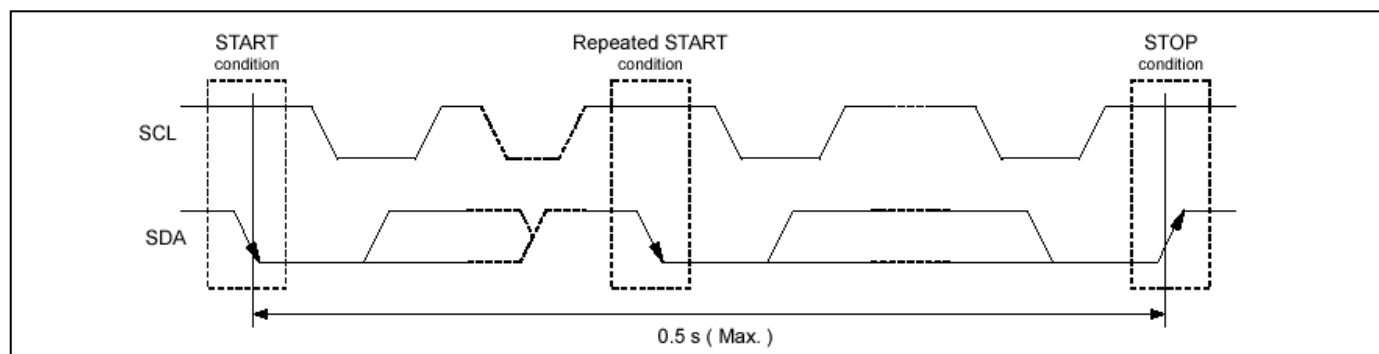 START
condition
Repeated START
condition
STOP
condition
SCL
SDA
0.5 s ( Max. )